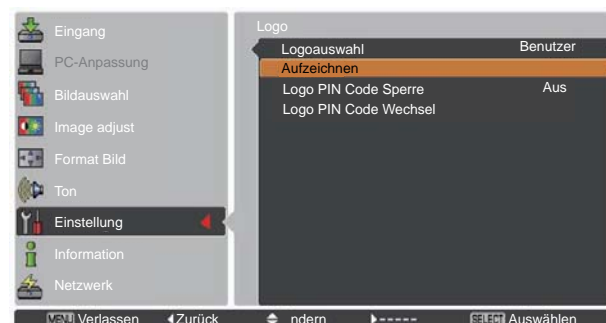 Eingang
PC-Anpassung
Bildauswahl
Image adjust
Format Bild
Ton
Einstellung
Information
Netzwerk
Logo
Logoauswahl Benutzer
Aufzeichnen
Logo PIN Code Sperre Aus
Logo PIN Code Wechsel
MENU Verlassen Zurück ndern ----- SELECT Auswählen